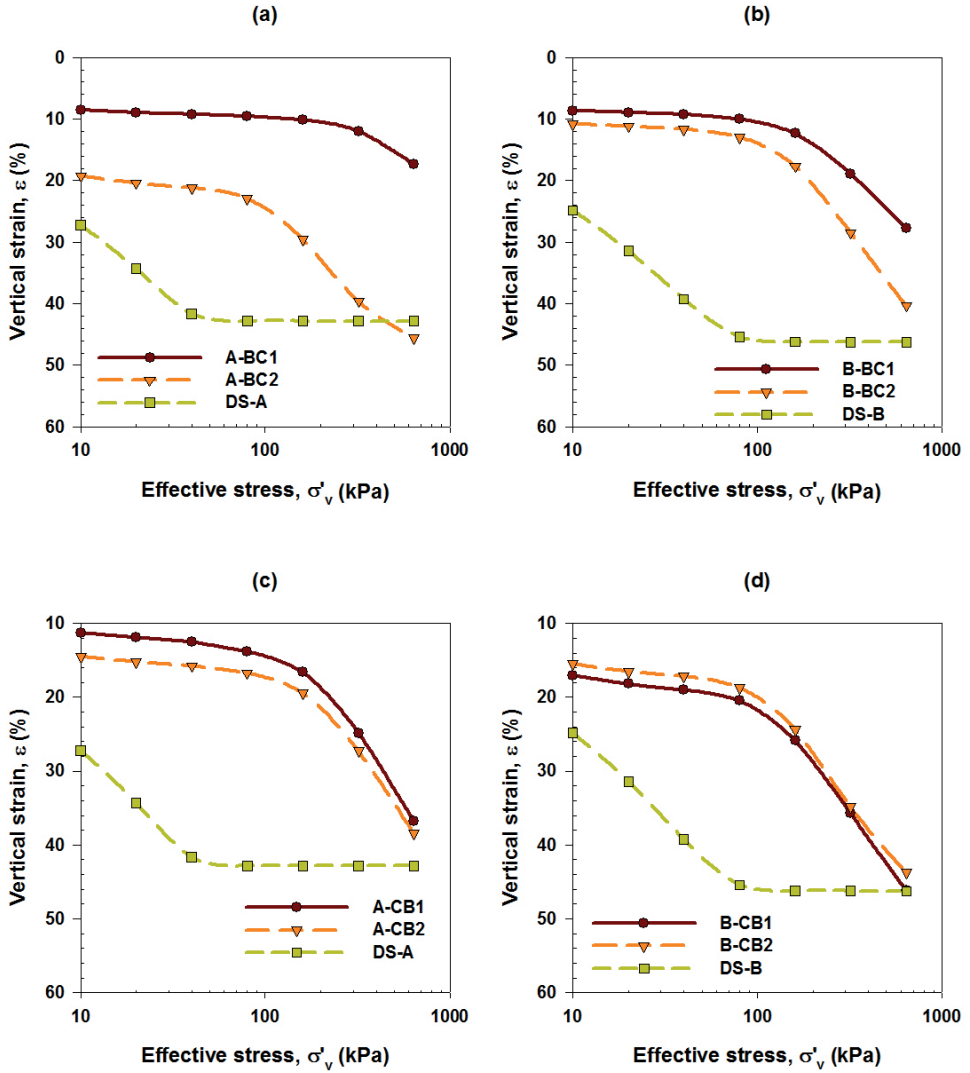 (a)
Vertical strain, ε (%)
0
10
20
30
40
50
60
A-BC1
A-BC2
DS-A
10
100
1000
Effective stress, σ'v (kPa)
(b)
Vertical strain, ε (%)
0
10
20
30
40
50
60
B-BC1
B-BC2
DS-B
10
100
1000
Effective stress, σ'v (kPa)
(c)
Vertical strain, ε (%)
10
20
30
40
50
60
A-CB1
A-CB2
DS-A
10
100
1000
Effective stress, σ'v (kPa)
(d)
Vertical strain, ε (%)
10
20
30
40
50
60
B-CB1
B-CB2
DS-B
10
100
1000
Effective stress, σ'v (kPa)